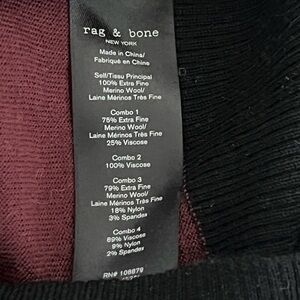 rag & bone
NEW YORK
Made in China/
Fabriqué en Chine
Self/Tissu Principal
100% Extra Fine
Merino Wool/
Laine Mérinos Très Fine
Combo 1
75% Extra Fine
Merino Wool/
Laine Mérinos Très Fine
25% Viscose
Combo 2
100% Viscose
Combo 3
79% Extra Fine
Merino Wool/
Laine Mérinos Très Fine
18% Nylon
3% Spandex
Combo 4
89% Viscose
9% Nylon
2% Spandex
RN# 108879